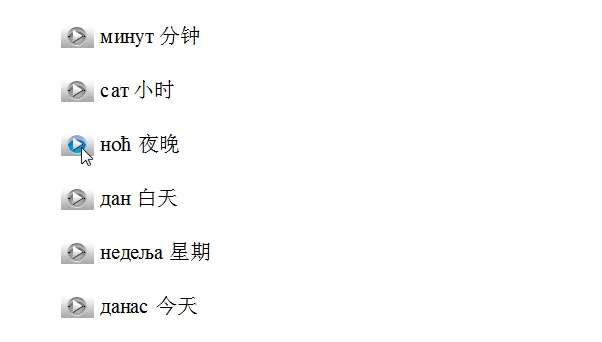 минут 分钟
сат 小时
ноћ 夜晚
дан 白天
недеља 星期
данас 今天